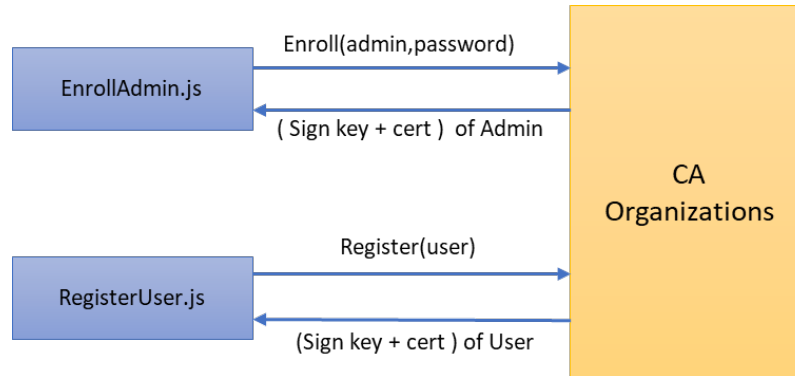 Enroll(admin,password)
EnrollAdmin.js
( Sign key + cert ) of Admin
CA
Organizations
Register(user)
RegisterUser.js
(Sign key + cert ) of User